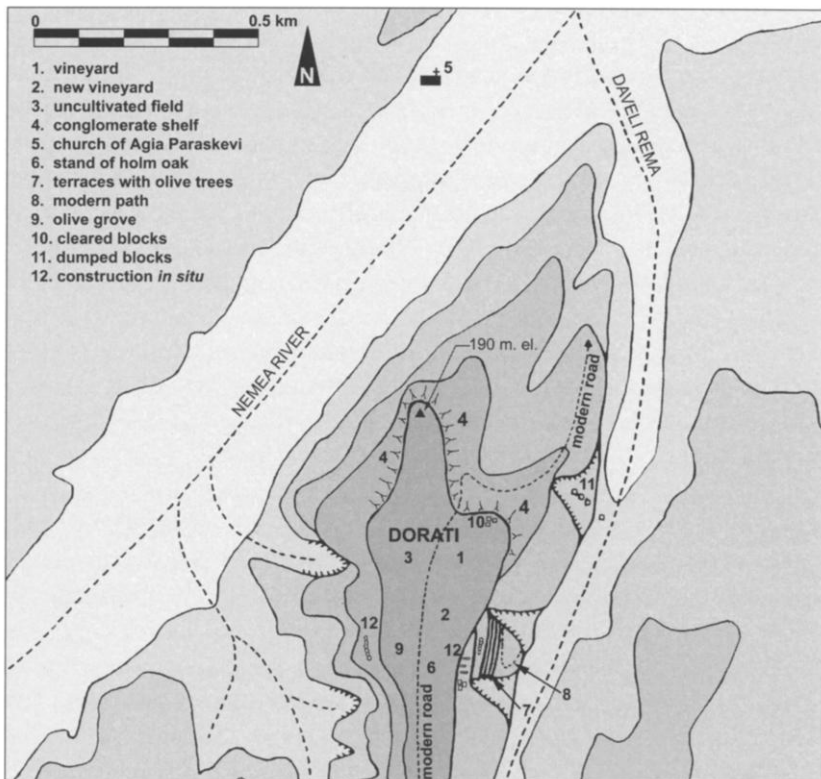 0 0.5 km
N
1. vineyard
2. new vineyard
3. uncultivated field
4. conglomerate shelf
5. church of Agia Paraskevi
6. stand of holm oak
7. terraces with olive trees
8. modern path
9. olive grove
10. cleared blocks
11. dumped blocks
12. construction in situ
5
DAVELI REMA
NEMEA RIVER
190 m. el.
modern road
4
4
4
11
10
DORATI
3 1
2
12
9
12
6
8
7
modern road